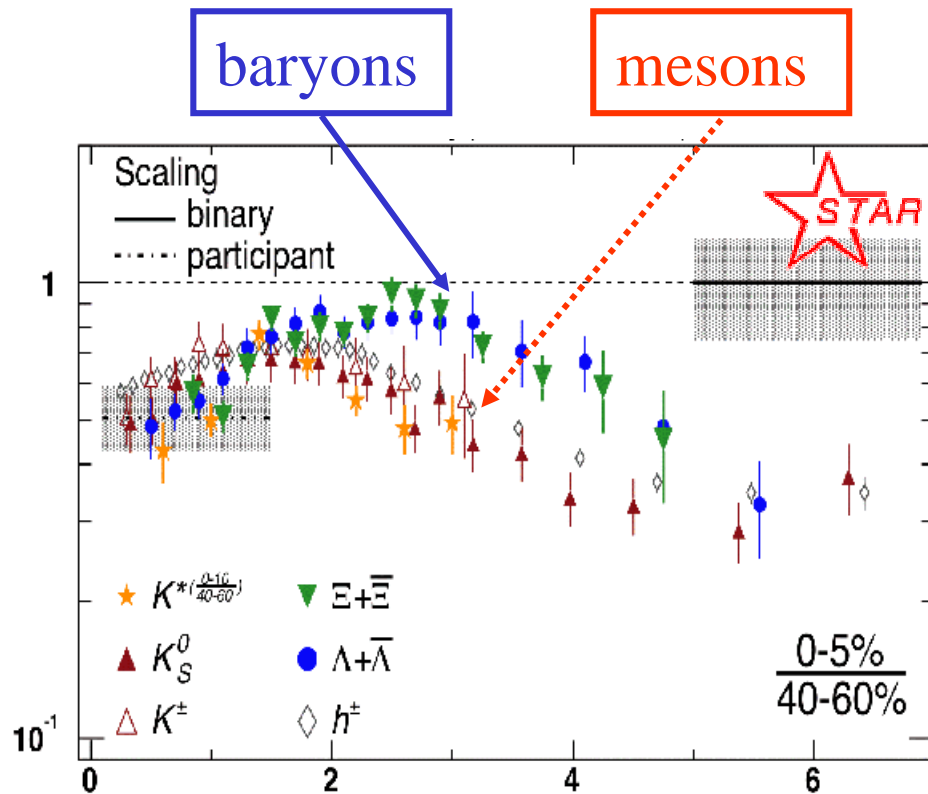 baryons mesons
Scaling
binary
participant
STAR
1
K*(0-10/40-60) Ξ+Ξ̅
K⁰_S Λ+Λ̅
K± h±
0-5%
40-60%
10⁻¹
0 2 4 6